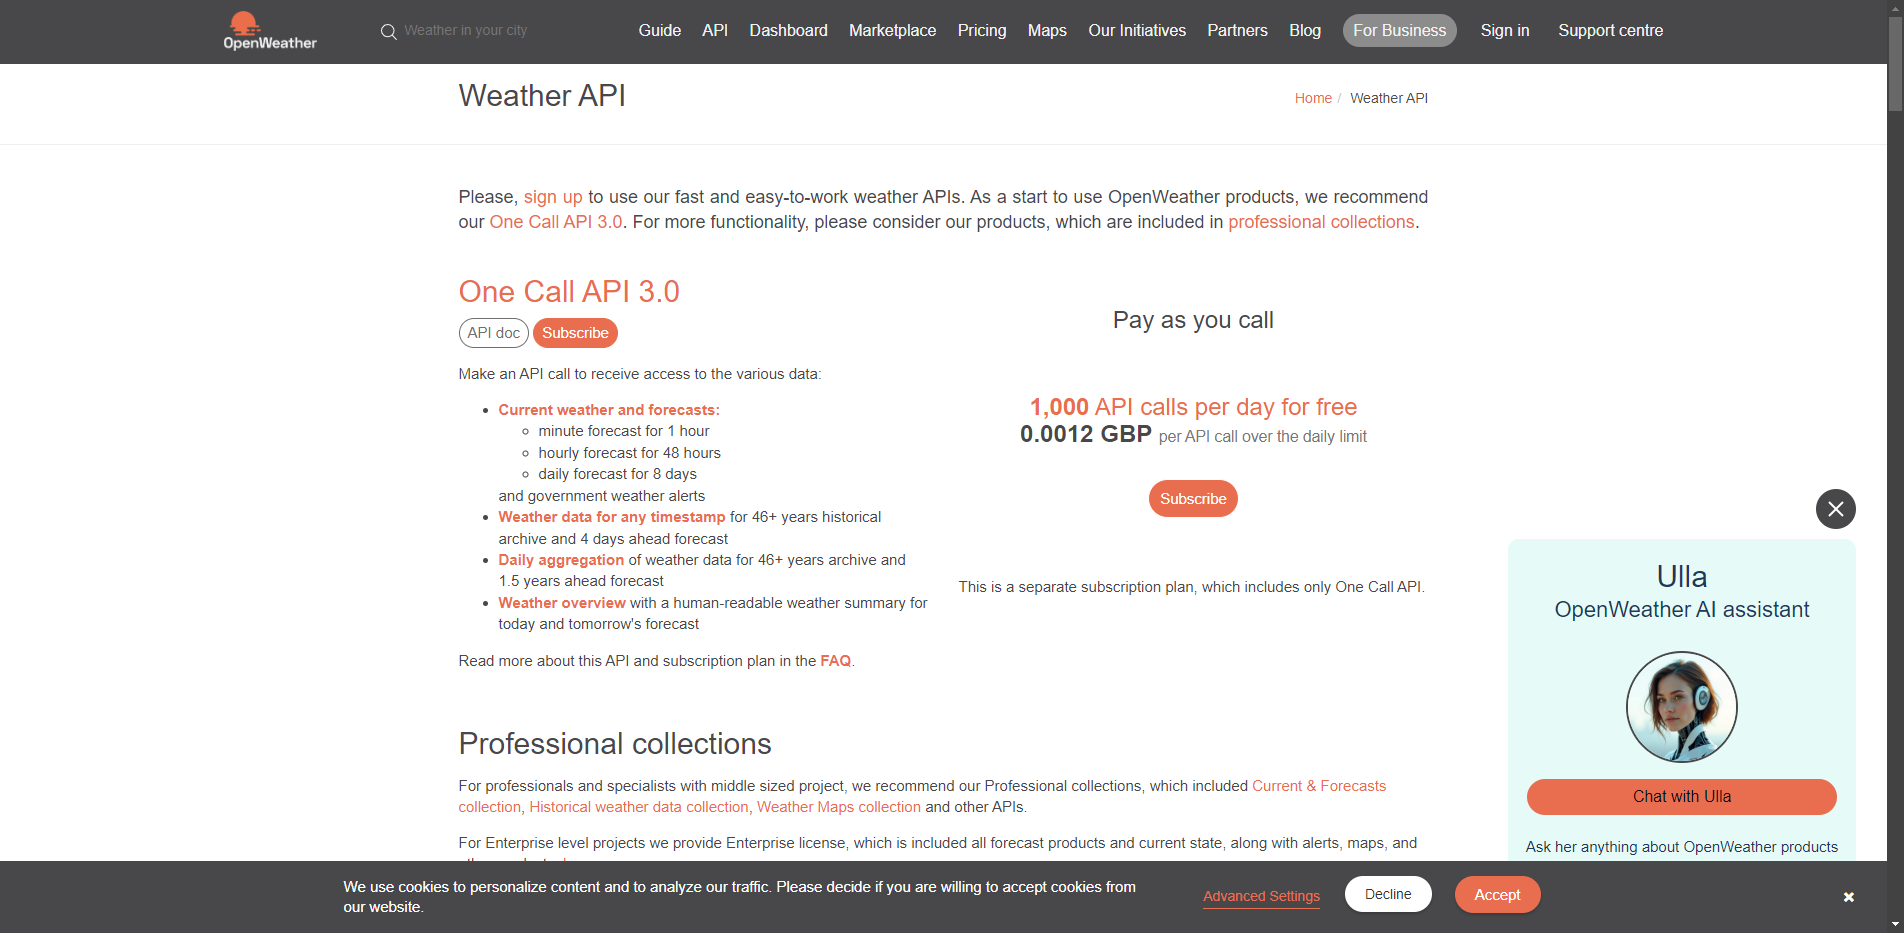 OpenWeather
Weather in your city
Guide
API
Dashboard
Marketplace
Pricing
Maps
Our Initiatives
Partners
Blog
For Business
Sign in
Support centre
Weather API
Home / Weather API
Please, sign up to use our fast and easy-to-work weather APIs. As a start to use OpenWeather products, we recommend
our One Call API 3.0. For more functionality, please consider our products, which are included in professional collections.
One Call API 3.0
API doc
Subscribe
Make an API call to receive access to the various data:
Current weather and forecasts:
minute forecast for 1 hour
hourly forecast for 48 hours
daily forecast for 8 days
and government weather alerts
Weather data for any timestamp for 46+ years historical
archive and 4 days ahead forecast
Daily aggregation of weather data for 46+ years archive and
1.5 years ahead forecast
Weather overview with a human-readable weather summary for
today and tomorrow's forecast
Read more about this API and subscription plan in the FAQ.
Pay as you call
1,000 API calls per day for free
0.0012 GBP per API call over the daily limit
Subscribe
This is a separate subscription plan, which includes only One Call API.
Professional collections
For professionals and specialists with middle sized project, we recommend our Professional collections, which included Current & Forecasts
collection, Historical weather data collection, Weather Maps collection and other APIs.
For Enterprise level projects we provide Enterprise license, which is included all forecast products and current state, along with alerts, maps, and
Ulla
OpenWeather AI assistant
Chat with Ulla
Ask her anything about OpenWeather products
We use cookies to personalize content and to analyze our traffic. Please decide if you are willing to accept cookies from
our website.
Advanced Settings
Decline
Accept